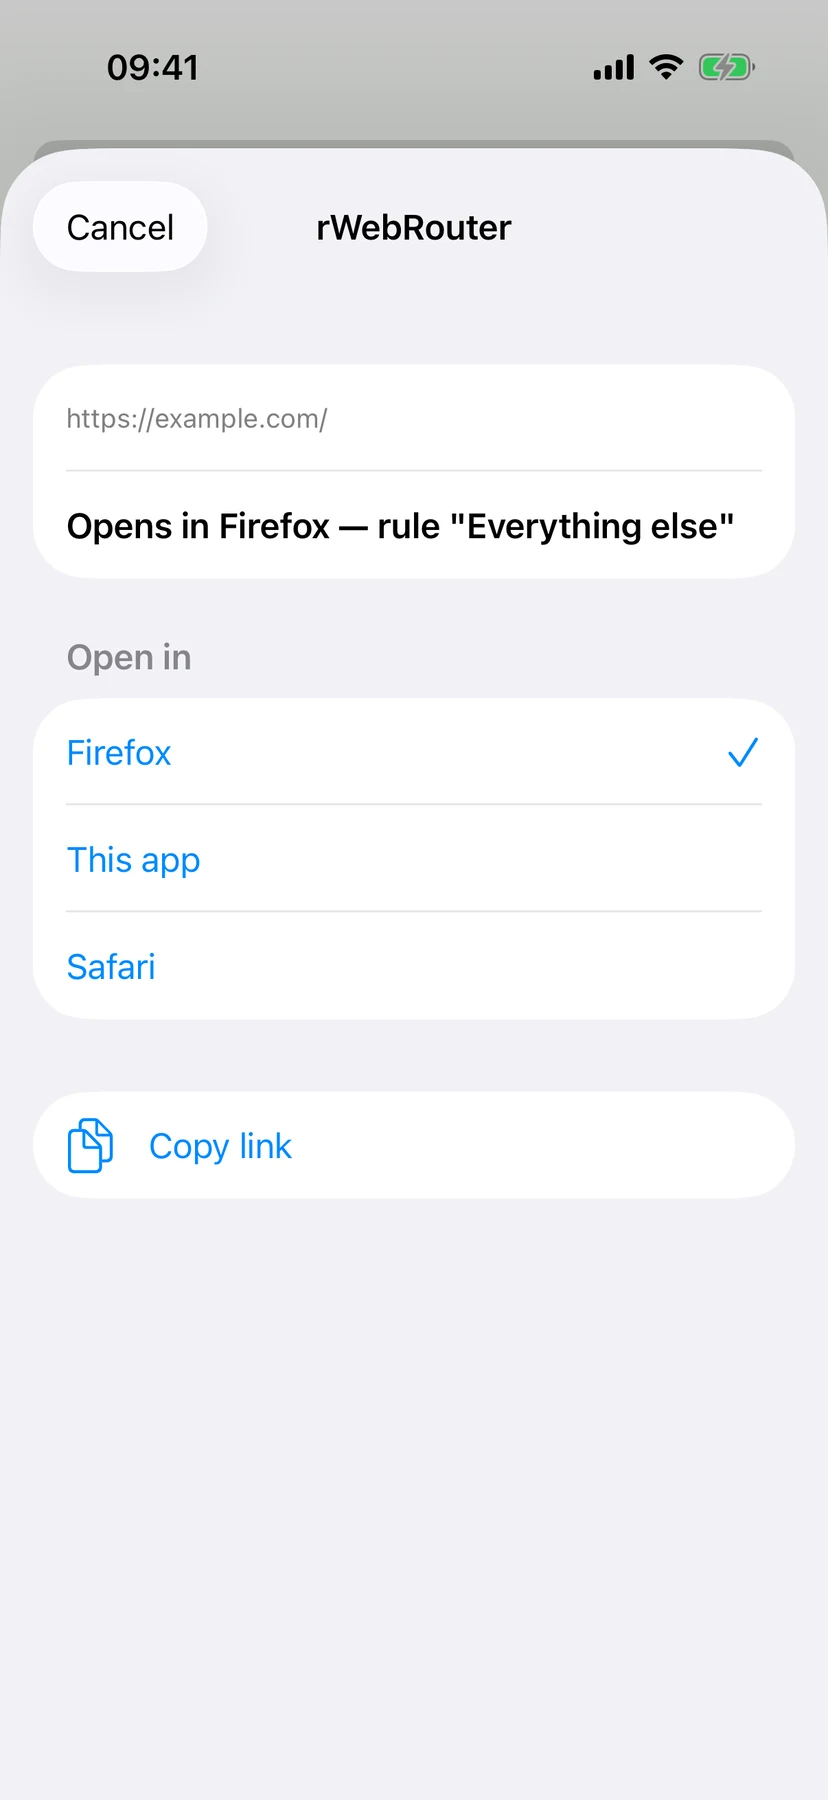 09:41
Cancel
rWebRouter
https://example.com/
Opens in Firefox — rule "Everything else"
Open in
Firefox
This app
Safari
Copy link